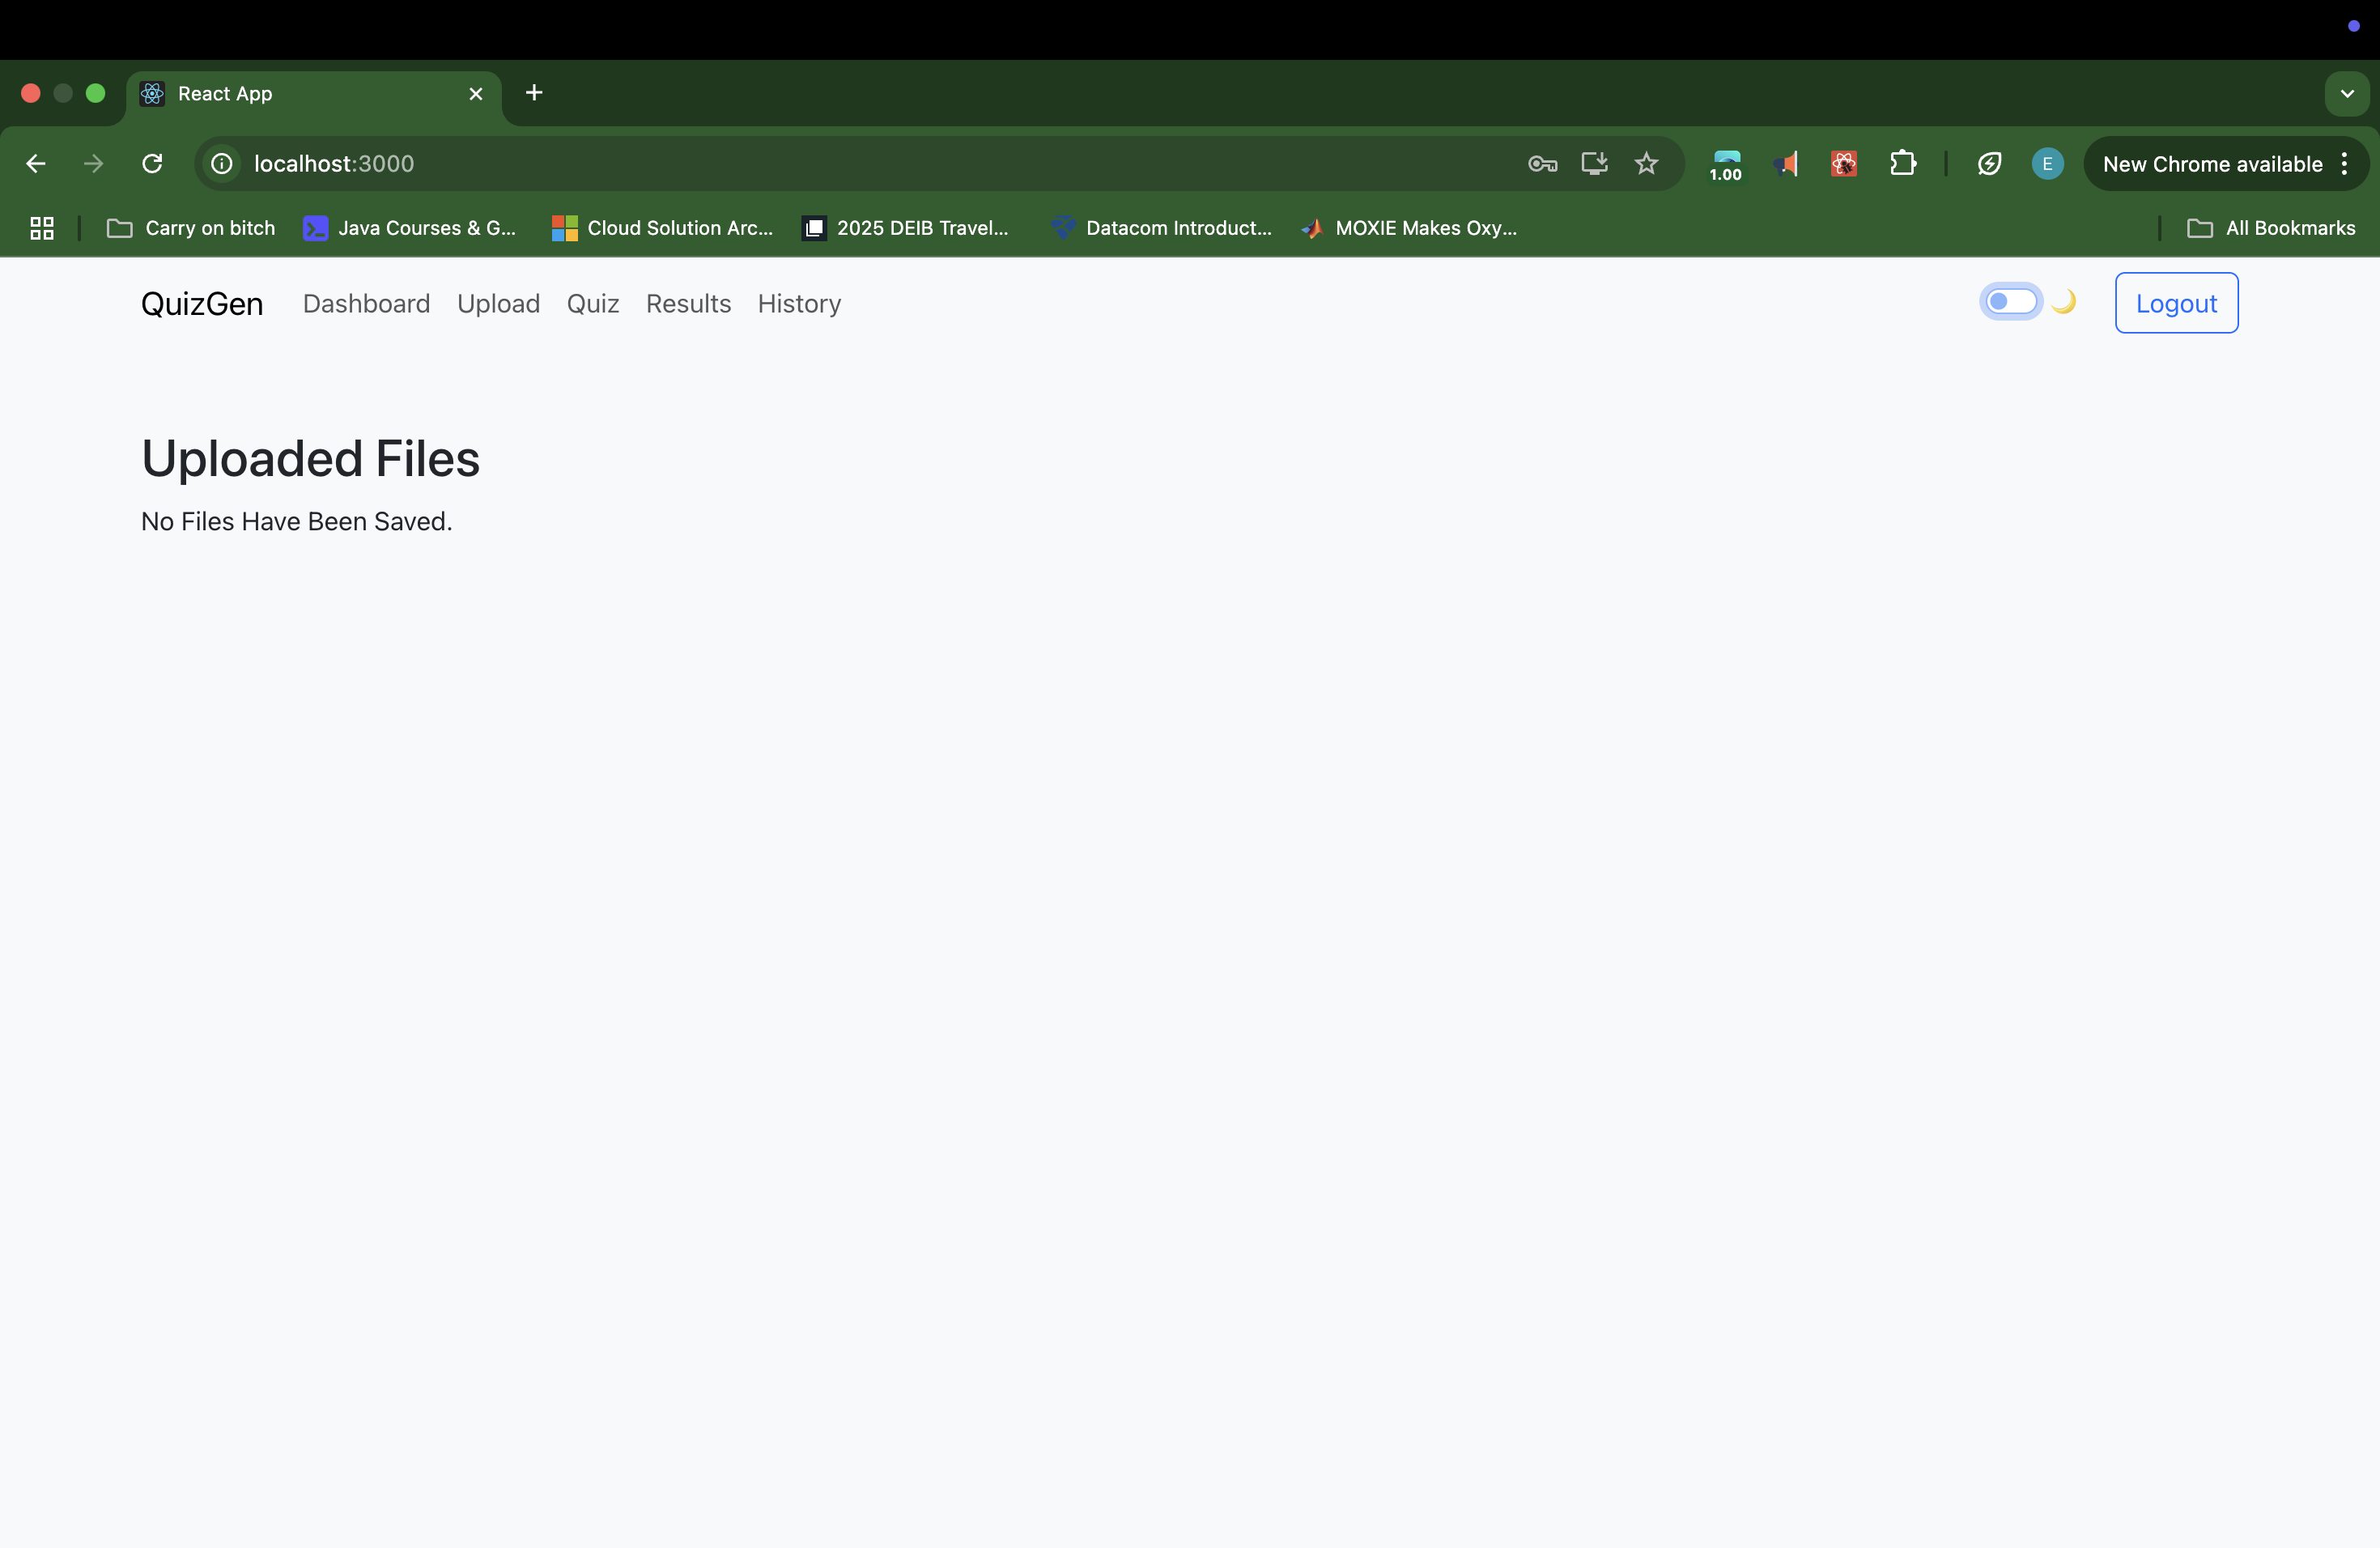 React App
localhost:3000
1.00
E
New Chrome available
Carry on bitch
Java Courses & G...
Cloud Solution Arc...
2025 DEIB Travel...
Datacom Introduct...
MOXIE Makes Oxy...
All Bookmarks
QuizGen
Dashboard
Upload
Quiz
Results
History
Logout
Uploaded Files
No Files Have Been Saved.